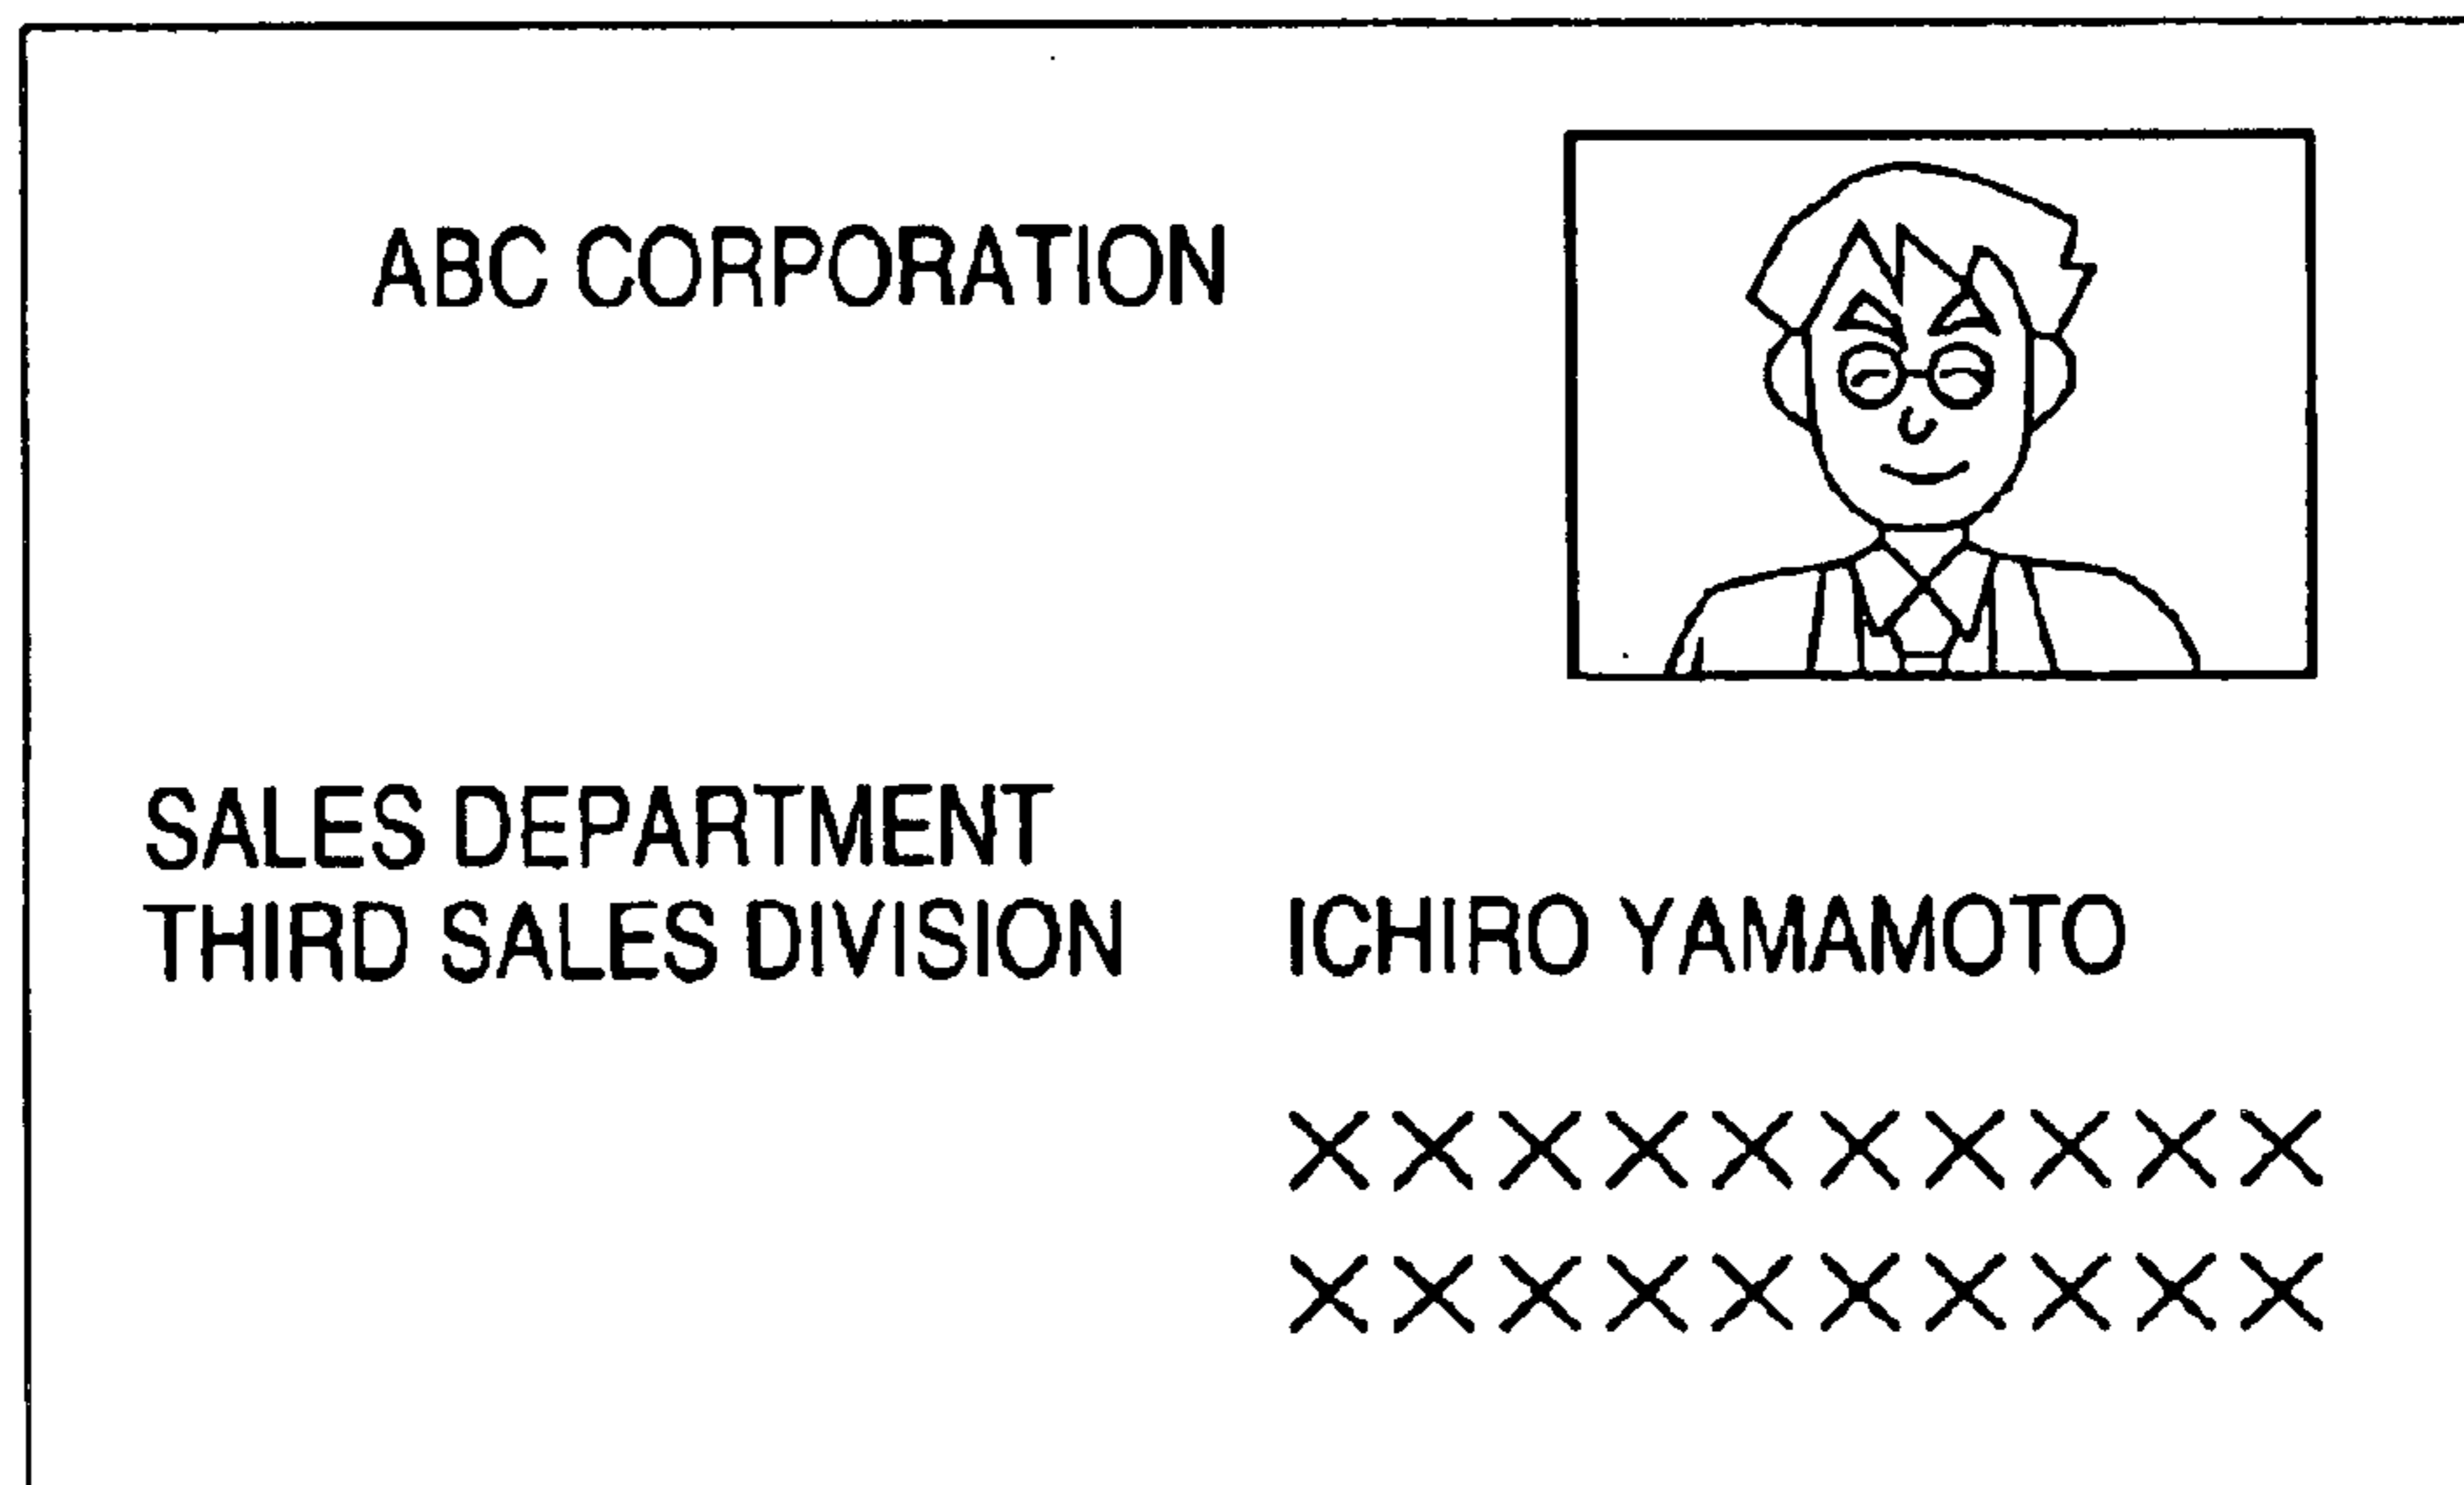 ABC CORPORATION
SALES DEPARTMENT
THIRD SALES DIVISION
ICHIRO YAMAMOTO
××××××××××
××××××××××